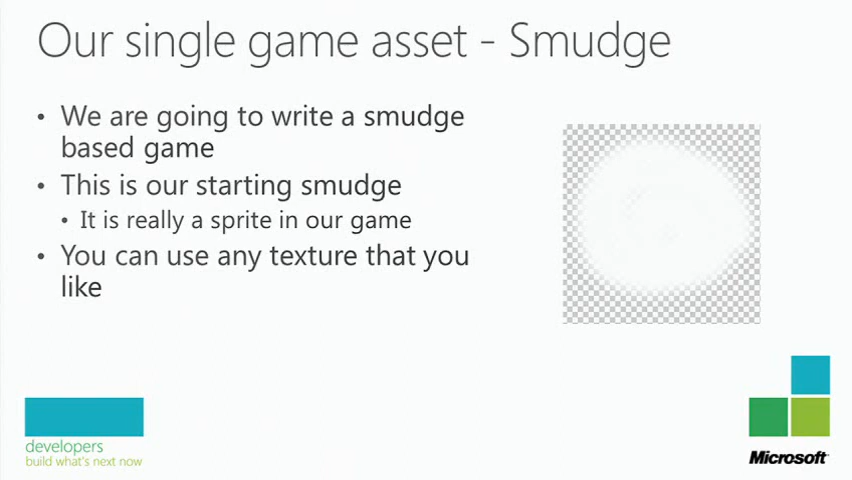 Our single game asset - Smudge
• We are going to write a smudge
based game
• This is our starting smudge
• It is really a sprite in our game
• You can use any texture that you
like
developers
build what's next now
Microsoft